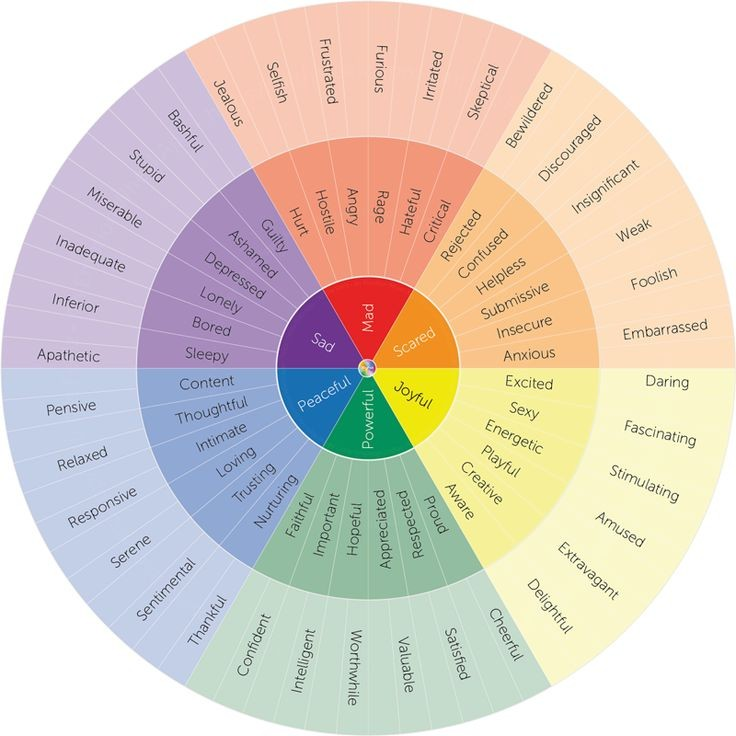 Mad
Scared
Joyful
Powerful
Peaceful
Sad
Hurt
Hostile
Angry
Rage
Hateful
Critical
Rejected
Confused
Helpless
Submissive
Insecure
Anxious
Excited
Sexy
Energetic
Playful
Creative
Aware
Proud
Respected
Appreciated
Hopeful
Important
Faithful
Nurturing
Trusting
Loving
Intimate
Thoughtful
Content
Sleepy
Bored
Lonely
Depressed
Ashamed
Guilty
Jealous
Selfish
Frustrated
Furious
Irritated
Skeptical
Bewildered
Discouraged
Insignificant
Weak
Foolish
Embarrassed
Daring
Fascinating
Stimulating
Amused
Extravagant
Delightful
Cheerful
Satisfied
Valuable
Worthwhile
Intelligent
Confident
Thankful
Sentimental
Serene
Responsive
Relaxed
Pensive
Apathetic
Inferior
Inadequate
Miserable
Stupid
Bashful